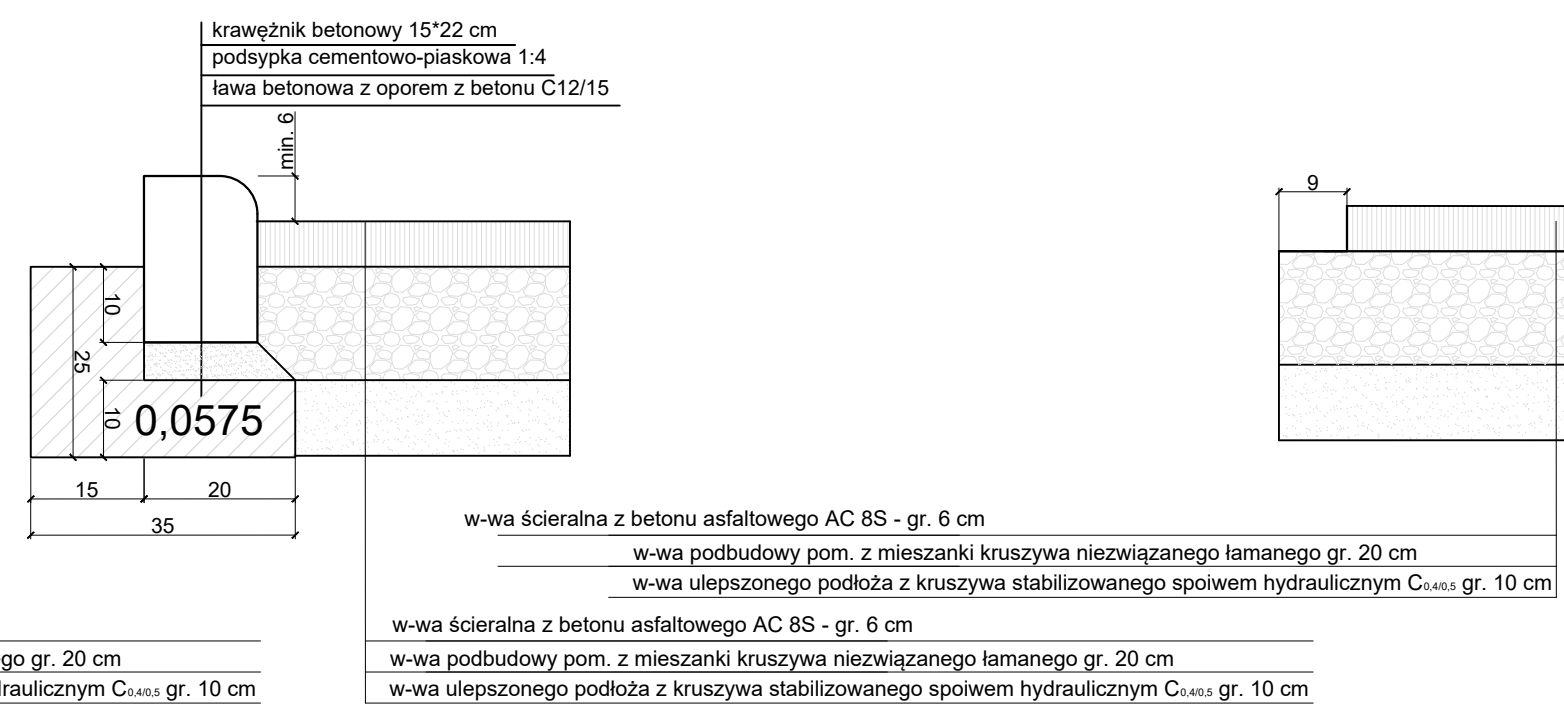 krawężnik betonowy 15*22 cm
podsypka cementowo-piaskowa 1:4
ława betonowa z oporem z betonu C12/15
min. 6
9
10
25
10
0,0575
15
20
35
w-wa ścieralna z betonu asfaltowego AC 8S - gr. 6 cm
w-wa podbudowy pom. z mieszanki kruszywa niezwiązanego łamanego gr. 20 cm
w-wa ulepszonego podłoża z kruszywa stabilizowanego spoiwem hydraulicznym C0,4/0,5 gr. 10 cm
w-wa ścieralna z betonu asfaltowego AC 8S - gr. 6 cm
go gr. 20 cm
w-wa podbudowy pom. z mieszanki kruszywa niezwiązanego łamanego gr. 20 cm
raulicznym C0,4/0,5 gr. 10 cm
w-wa ulepszonego podłoża z kruszywa stabilizowanego spoiwem hydraulicznym C0,4/0,5 gr. 10 cm